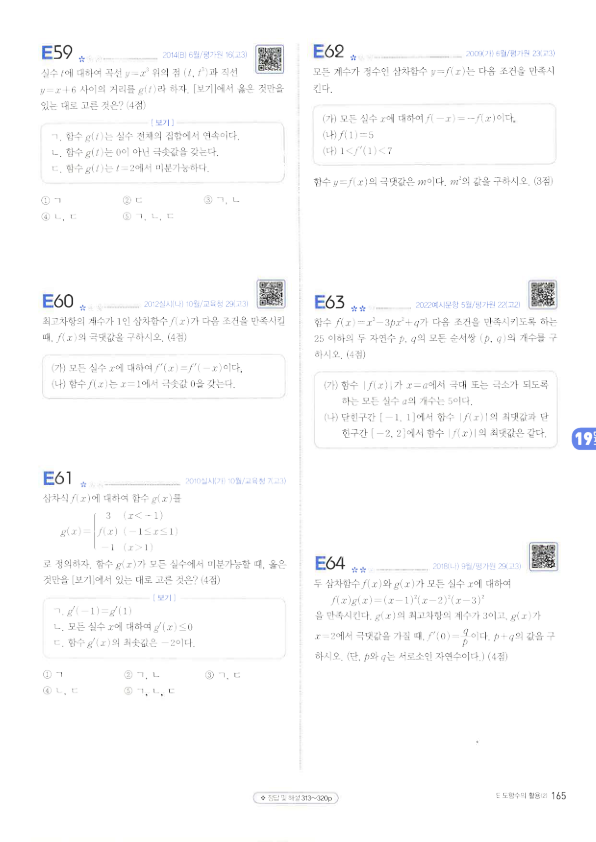 E59
2014(B) 6월/평가원 16(고3)
실수 t에 대하여 곡선 y=x³ 위의 점 (t, t³)과 직선
y=x+6 사이의 거리를 g(t)라 하자. [보기]에서 옳은 것만을
있는 대로 고른 것은? (4점)
[보기]
ㄱ. 함수 g(t)는 실수 전체의 집합에서 연속이다.
ㄴ. 함수 g(t)는 0이 아닌 극솟값을 갖는다.
ㄷ. 함수 g(t)는 t=2에서 미분가능하다.
① ㄱ ② ㄷ ③ ㄱ, ㄴ
④ ㄴ, ㄷ ⑤ ㄱ, ㄴ, ㄷ
E60
2012실시(나) 10월/교육청 29(고3)
최고차항의 계수가 1인 삼차함수 f(x)가 다음 조건을 만족시킬
때, f(x)의 극댓값을 구하시오. (4점)
(가) 모든 실수 x에 대하여 f′(x)=f′(−x)이다.
(나) 함수 f(x)는 x=1에서 극솟값 0을 갖는다.
E61
2010실시(가) 10월/교육청 7(고3)
삼차식 f(x)에 대하여 함수 g(x)를
3 (x<−1)
g(x)= f(x) (−1≤x≤1)
−1 (x>1)
로 정의하자. 함수 g(x)가 모든 실수에서 미분가능할 때, 옳은
것만을 [보기]에서 있는 대로 고른 것은? (4점)
[보기]
ㄱ. g′(−1)=g′(1)
ㄴ. 모든 실수 x에 대하여 g′(x)≤0
ㄷ. 함수 g′(x)의 최솟값은 −2이다.
① ㄱ ② ㄱ, ㄴ ③ ㄱ, ㄷ
④ ㄴ, ㄷ ⑤ ㄱ, ㄴ, ㄷ
E62
2009(가) 6월/평가원 23(고3)
모든 계수가 정수인 삼차함수 y=f(x)는 다음 조건을 만족시
킨다.
(가) 모든 실수 x에 대하여 f(−x)=−f(x)이다.
(나) f(1)=5
(다) 1<f′(1)<7
함수 y=f(x)의 극댓값은 m이다. m²의 값을 구하시오. (3점)
E63
2022예시문항 5월/평가원 22(고2)
함수 f(x)=x³−3px²+q가 다음 조건을 만족시키도록 하는
25 이하의 두 자연수 p, q의 모든 순서쌍 (p, q)의 개수를 구
하시오. (4점)
(가) 함수 |f(x)|가 x=a에서 극대 또는 극소가 되도록
하는 모든 실수 a의 개수는 5이다.
(나) 닫힌구간 [−1, 1]에서 함수 |f(x)|의 최댓값과 닫
힌구간 [−2, 2]에서 함수 |f(x)|의 최댓값은 같다.
19
E64
2018(나) 9월/평가원 29(고3)
두 삼차함수 f(x)와 g(x)가 모든 실수 x에 대하여
f(x)g(x)=(x−1)²(x−2)²(x−3)²
을 만족시킨다. g(x)의 최고차항의 계수가 3이고, g(x)가
x=2에서 극댓값을 가질 때, f′(0)=q/p이다. p+q의 값을 구
하시오. (단, p와 q는 서로소인 자연수이다.) (4점)
정답 및 해설 313~320p
도함수의 활용(2) 165